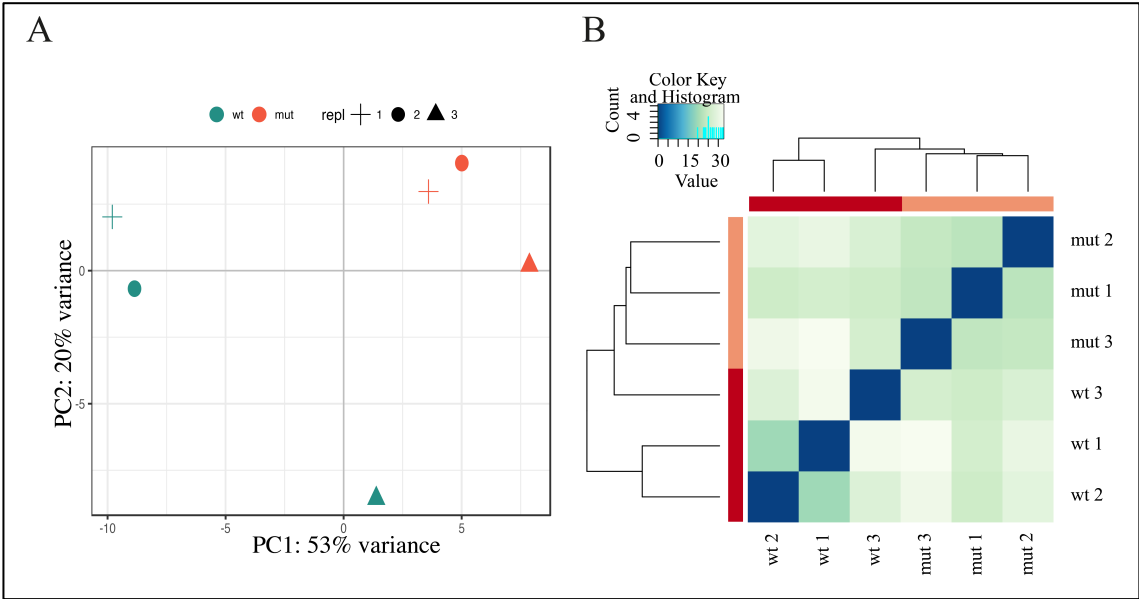 A
B
wt mut repl 1 2 3
PC2: 20% variance
0
-5
-10 -5 0 5
PC1: 53% variance
Color Key
and Histogram
Count
0 4
0 15 30
Value
mut 2
mut 1
mut 3
wt 3
wt 1
wt 2
wt 2 wt 1 wt 3 mut 3 mut 1 mut 2